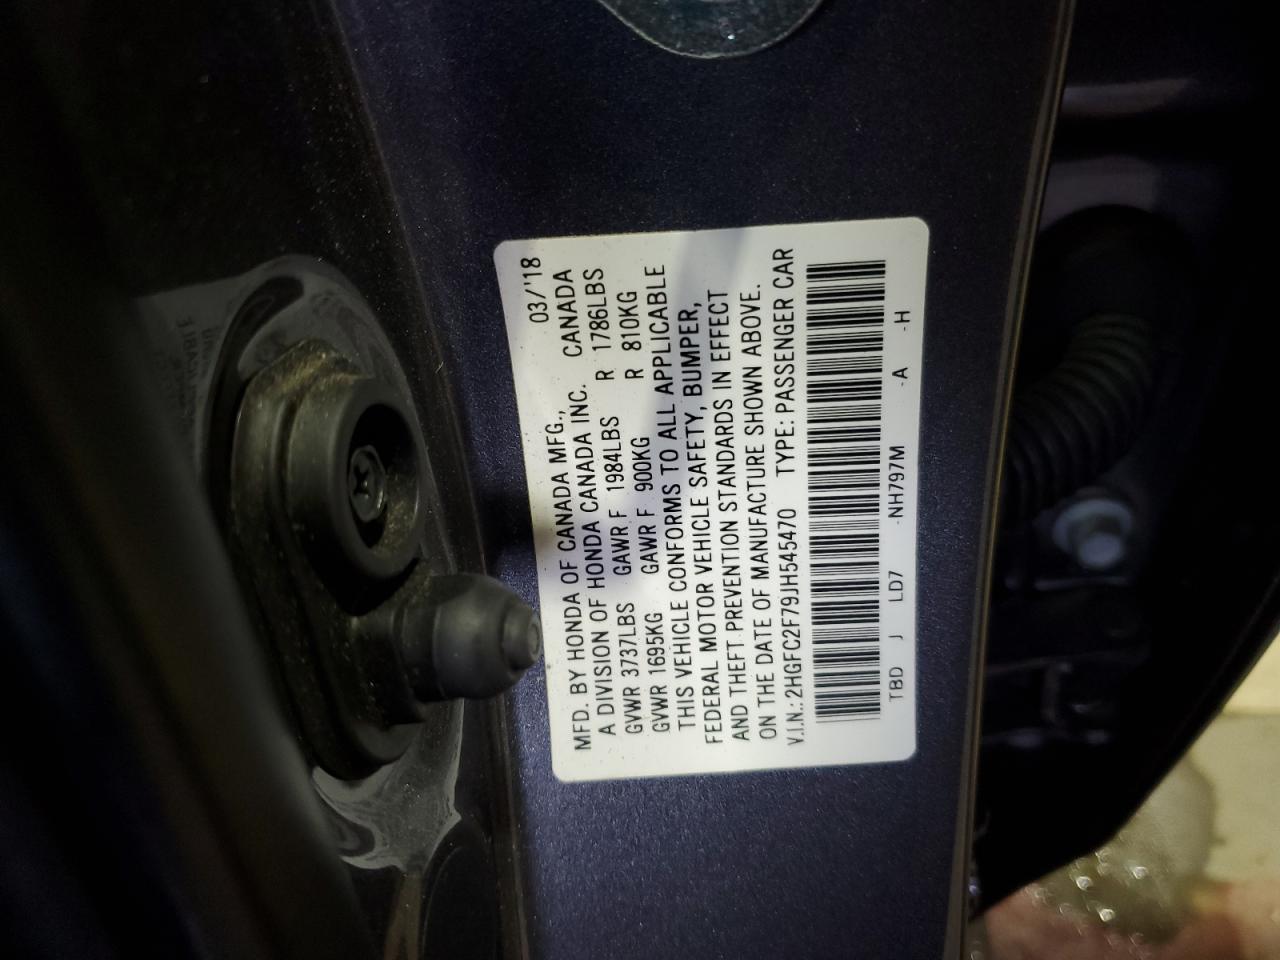 03/'18
MFD. BY HONDA OF CANADA MFG.,
A DIVISION OF HONDA CANADA INC. CANADA
GVWR 3737LBS GAWR F 1984LBS R 1786LBS
GVWR 1695KG GAWR F 900KG R 810KG
THIS VEHICLE CONFORMS TO ALL APPLICABLE
FEDERAL MOTOR VEHICLE SAFETY, BUMPER,
AND THEFT PREVENTION STANDARDS IN EFFECT
ON THE DATE OF MANUFACTURE SHOWN ABOVE.
V.I.N.: 2HGFC2F79JH545470 TYPE: PASSENGER CAR
TBD J LD7 -NH797M -A -H